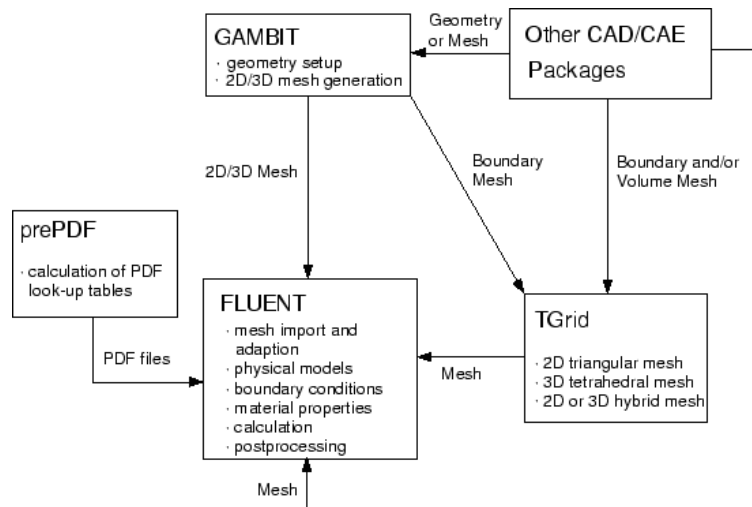 GAMBIT
· geometry setup
· 2D/3D mesh generation
Geometry
or Mesh
Other CAD/CAE
Packages
2D/3D Mesh
Boundary
Mesh
Boundary and/or
Volume Mesh
prePDF
· calculation of PDF
look-up tables
PDF files
FLUENT
· mesh import and
adaption
· physical models
· boundary conditions
· material properties
· calculation
· postprocessing
Mesh
TGrid
· 2D triangular mesh
· 3D tetrahedral mesh
· 2D or 3D hybrid mesh
Mesh